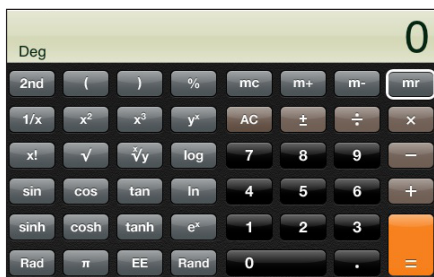 0
Deg
2nd ( ) % mc m+ m- mr
1/x x² x³ yˣ AC ± ÷ ×
x! √ ˣ√y log 7 8 9 −
sin cos tan ln 4 5 6 +
sinh cosh tanh eˣ 1 2 3
Rad π EE Rand 0 . =